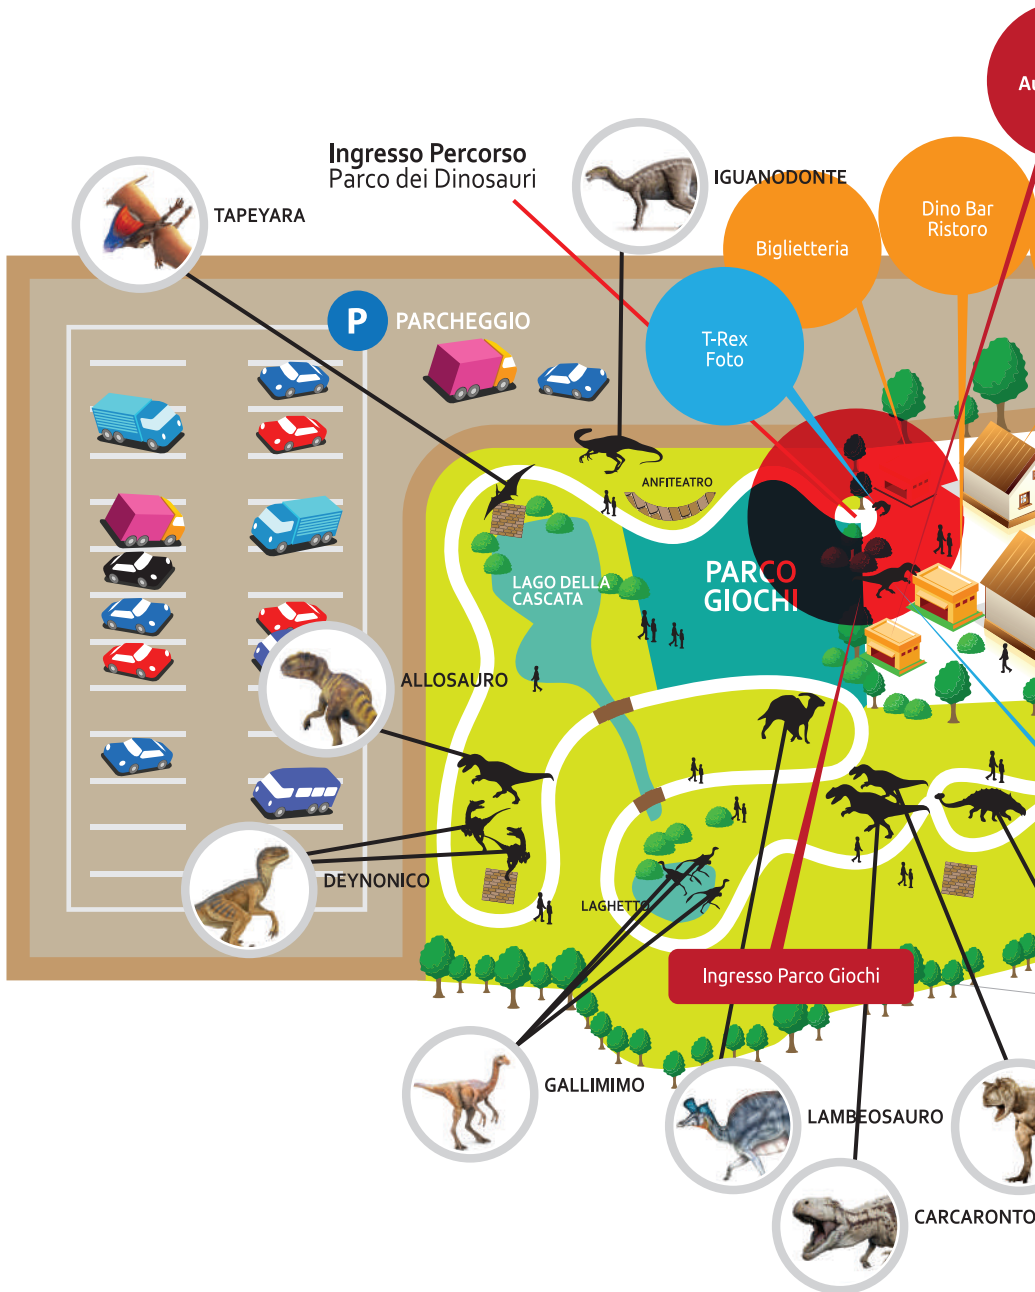 Au
Ingresso Percorso
Parco dei Dinosauri
IGUANODONTE
TAPEYARA
Dino Bar
Ristoro
Biglietteria
P PARCHEGGIO
T-Rex
Foto
ANFITEATRO
LAGO DELLA
CASCATA
PARCO
GIOCHI
ALLOSAURO
DEYNONICO
LAGHETTO
Ingresso Parco Giochi
GALLIMIMO
LAMBEOSAURO
CARCARONTO